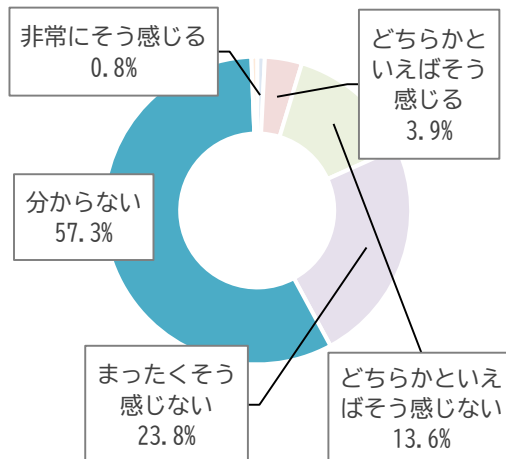 非常にそう感じる
0.8%
どちらかと
いえばそう
感じる
3.9%
分からない
57.3%
まったくそう
感じない
23.8%
どちらかといえ
ばそう感じない
13.6%